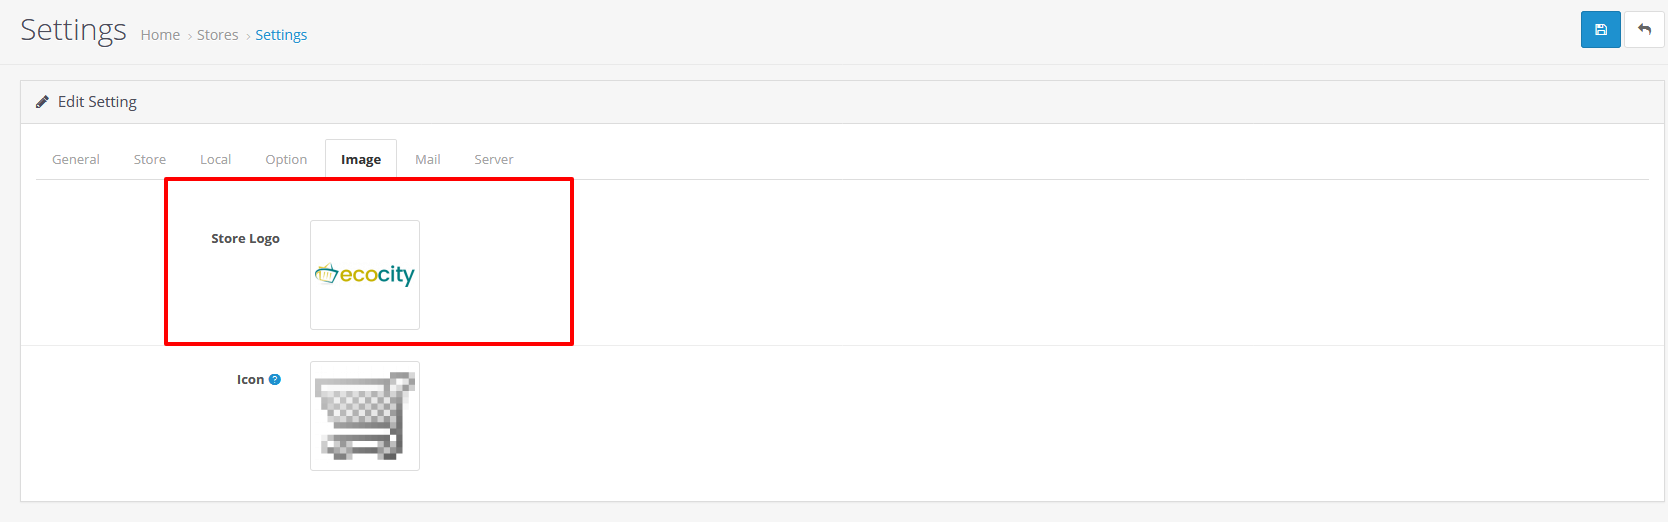 Settings Home › Stores › Settings
Edit Setting
General Store Local Option Image Mail Server
Store Logo
ecocity
Icon ?